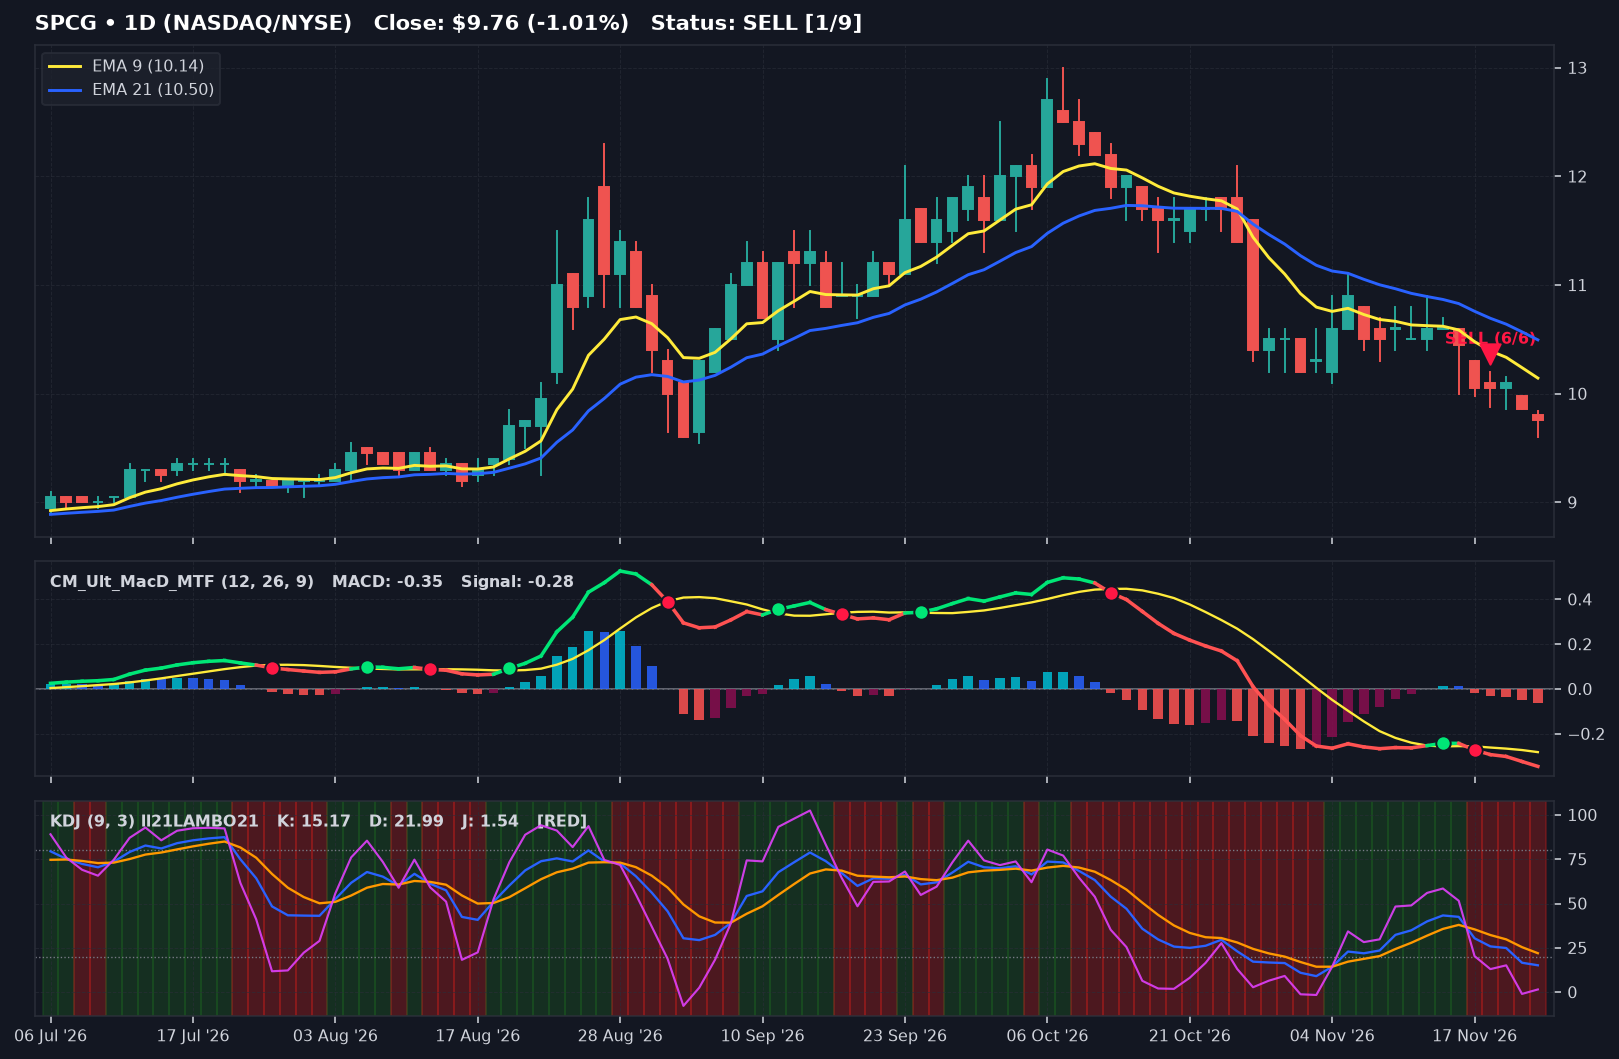 SPCG • 1D (NASDAQ/NYSE)   Close: $9.76 (-1.01%)   Status: SELL [1/9]
EMA 9 (10.14)
EMA 21 (10.50)
13
12
11
SELL (6/6)
10
9
CM_Ult_MacD_MTF (12, 26, 9)   MACD: -0.35   Signal: -0.28
0.4
0.2
0.0
−0.2
KDJ (9, 3) II21LAMBO21   K: 15.17   D: 21.99   J: 1.54   [RED]
100
75
50
25
0
06 Jul '26   17 Jul '26   03 Aug '26   17 Aug '26   28 Aug '26   10 Sep '26   23 Sep '26   06 Oct '26   21 Oct '26   04 Nov '26   17 Nov '26